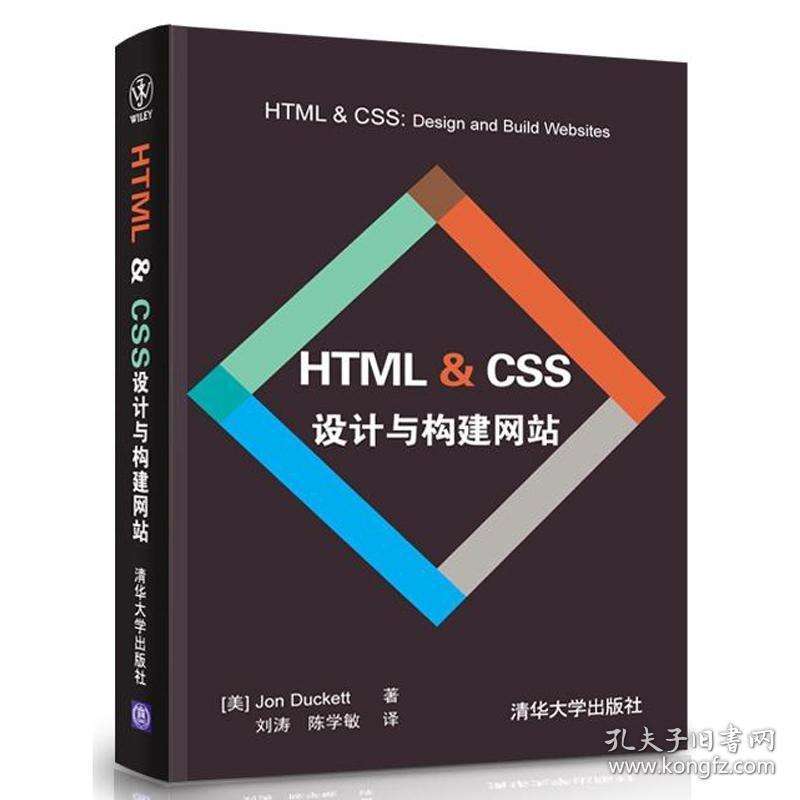 WILEY
HTML & CSS 设计与构建网站
清华大学出版社
HTML & CSS: Design and Build Websites
HTML & CSS
设计与构建网站
[美] Jon Duckett 著
刘涛 陈学敏 译
清华大学出版社
孔夫子旧书网
www.kongfz.com